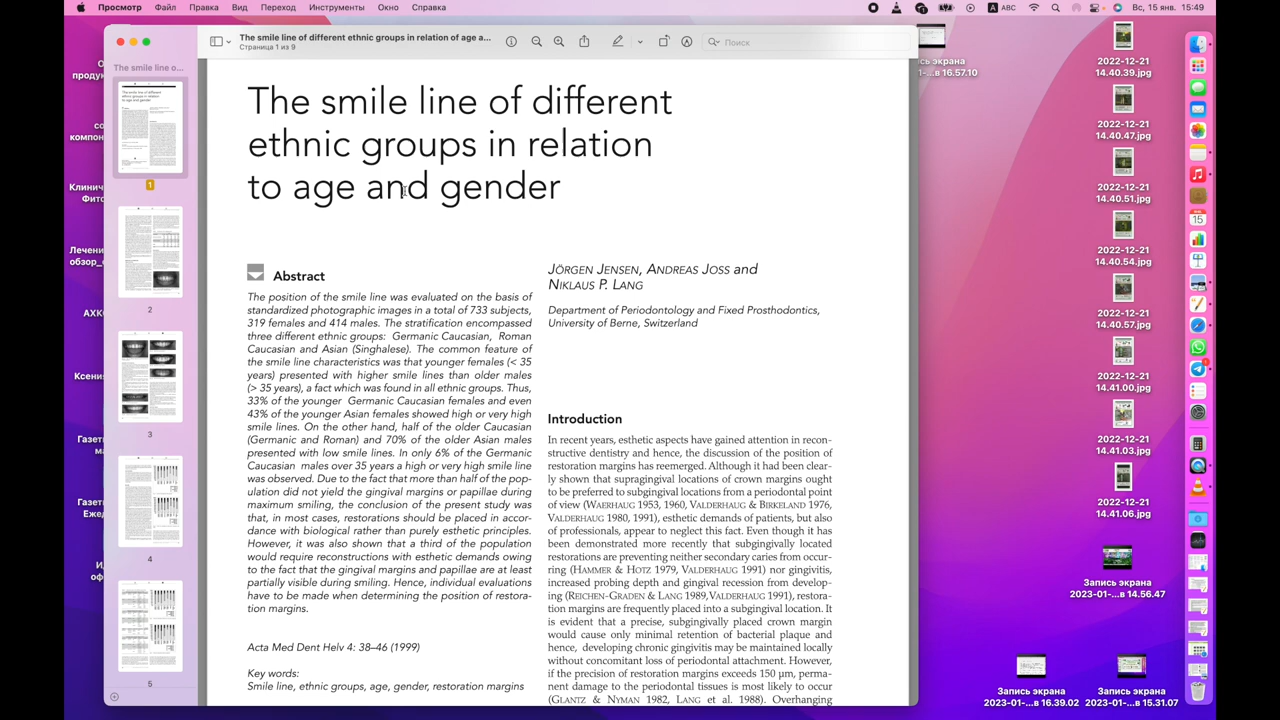 Просмотр Файл Правка Вид Переход Инструменты Окно Справка
A АВС Вс, 15 янв. 15:49
The smile line of different ethnic groups in relation of age a...
Страница 1 из 9
Поиск
The smile line o...
1
2
3
4
5
The smile line of different
ethnic groups in relation
to age and gender
Abstract
The position of the smile line was evaluated on the basis of
standardized photographic images in a total of 733 subjects,
319 females and 414 males. The stratification encompassed
three different ethnic groups: Germanic Caucasian, Roman
Caucasian and Asian (Singhalese). The common feature of
the smile line characteristics was that younger females (< 35
years) presented with higher smile lines than older males
(> 35 years), a fact which was found in all ethnic groups. Thus,
33% of the younger Germanic Caucasian females and even
43% of the younger Asian females showed high or very high
smile lines. On the other hand, half of the older Caucasian
(Germanic and Roman) and 70% of the older Asian males
presented with low smile lines. In only 6% of the Germanic
Caucasian males over 35 years a high or very high smile line
was observed. Due to the fact that more than half of the pop-
ulation did not yield the gingival margins or papillae during
maximum smiling, the conclusion of the present study was
that, in most cases, restorations should be placed in accor-
dance with biological rather than purely esthetic principles.
However, it was also shown that a third of the population
would require reconstructions with esthetic demands owing
to the fact that the gingival margins and papillae are at least
partially visible during smiling. Hence, individual evaluations
have to be made when determining the position of restora-
tion margins.
Acta Med Dent Helv 4: 38–46 (1999)
Key words:
Smile line, ethnic groups, age, gender, restoration margins
JÖRGEN JENSEN, ANDREAS JOSS and
NIKLAUS P. LANG
Department of Periodontology and Fixed Prosthodontics,
University of Berne, Switzerland
Introduction
In recent years, esthetic aspects have gained attention in recon-
structive dentistry and hence, the discussion of the position of
restoration margins has reemerged. Although it had been clear-
ly shown that supragingival locations of crown margins ought
to be preferred to subgingival locations from a periodontal point
of view (WAERHAUG 1953, 1960, VALDERHAUG & BIRKELAND 1976,
VALDERHAUG 1980, 1991), esthetic demands of patients, but also
of professionals, appear to neglect this fact. Even though it has
been demonstrated more recently that subgingivally located
restorations are preventing neither secondary caries from occur-
ring (HAMMER & HOTZ 1979, VALDERHAUG 1991) nor gingivitis,
increased probing depth and gingival recession from develop-
ing (REICHEN-GRADEN & LANG 1989,VALDERHAUG 1991), restora-
tion margins are frequently placed into a subgingival location. It
is evident that a precise, subgingivally placed crown margin
would cause only minimal retention of bacterial plaque and
hence, developing chronic gingivitis may be maintained locally
without concomitant loss of periodontal attachment. However,
if the precision of restoration margins exceeds 150 µm, perma-
nent damage to the periodontal tissues is most likely to occur
(GLANTZ & NYMAN 1982, LANG et al. 1988). Overhanging
сь экрана
1-...в 16.57.10
2022-12-21
14.40.39.jpg
2022-12-21
14.40.47.jpg
2022-12-21
14.40.51.jpg
2022-12-21
14.40.54.jpg
2022-12-21
14.40.57.jpg
2022-12-21
14.41.00.jpg
2022-12-21
14.41.03.jpg
2022-12-21
14.41.06.jpg
Запись экрана
2023-01-...в 14.56.47
Запись экрана
2023-01-...в 16.39.02
Запись экрана
2023-01-...в 15.31.07